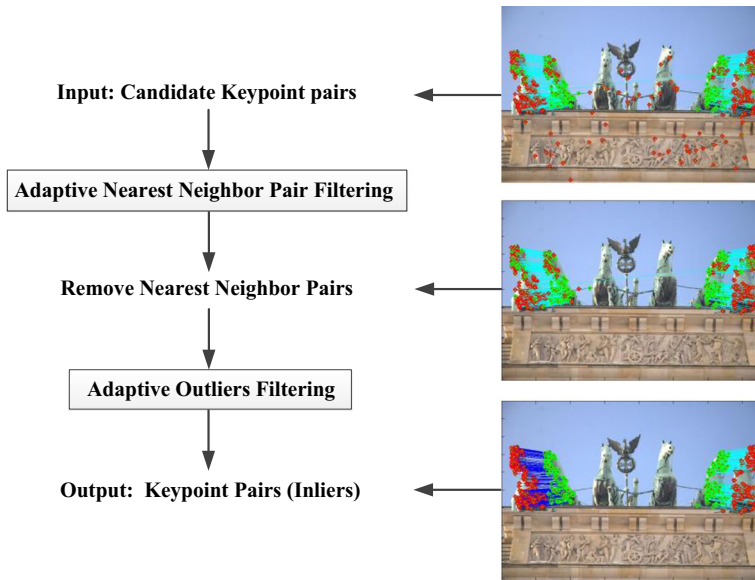 Input: Candidate Keypoint pairs
Adaptive Nearest Neighbor Pair Filtering
Remove Nearest Neighbor Pairs
Adaptive Outliers Filtering
Output: Keypoint Pairs (Inliers)